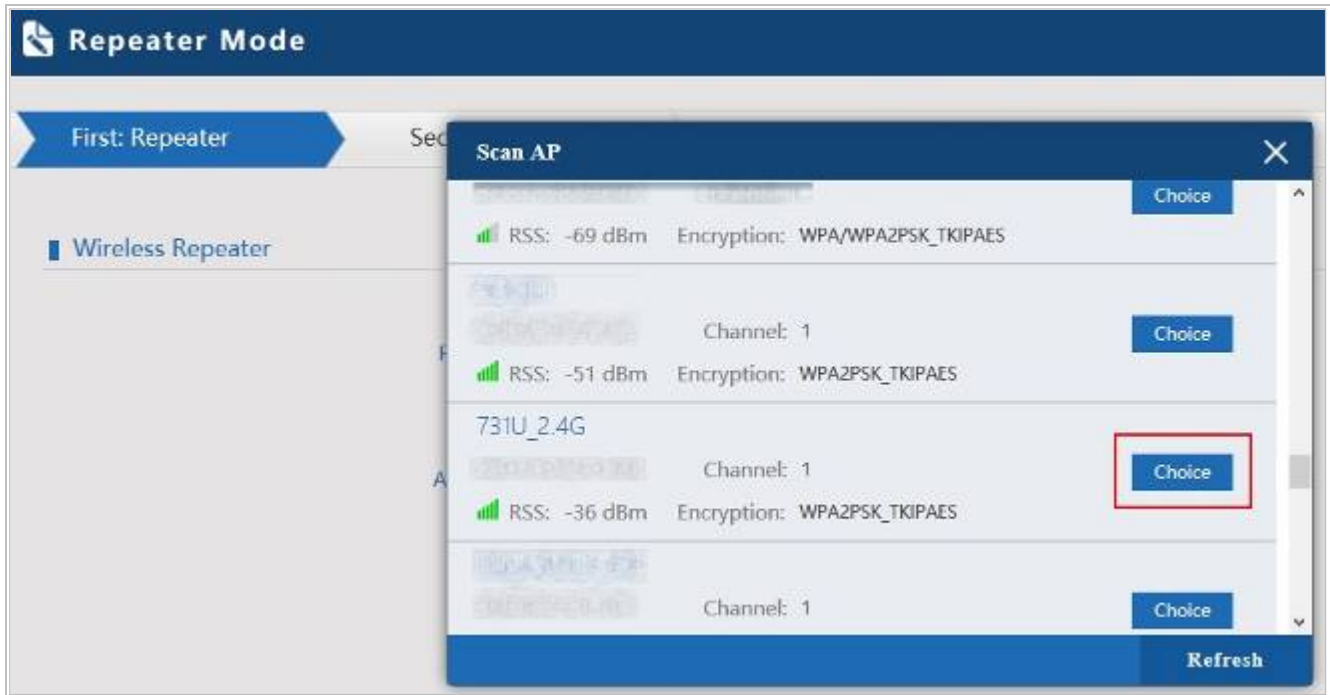 Repeater Mode
First: Repeater
Sec
Scan AP
Choice
RSS: -69 dBm Encryption: WPA/WPA2PSK_TKIPAES
Wireless Repeater
Channel: 1
Choice
RSS: -51 dBm Encryption: WPA2PSK_TKIPAES
731U_2.4G
A
Channel: 1
Choice
RSS: -36 dBm Encryption: WPA2PSK_TKIPAES
Channel: 1
Choice
Refresh